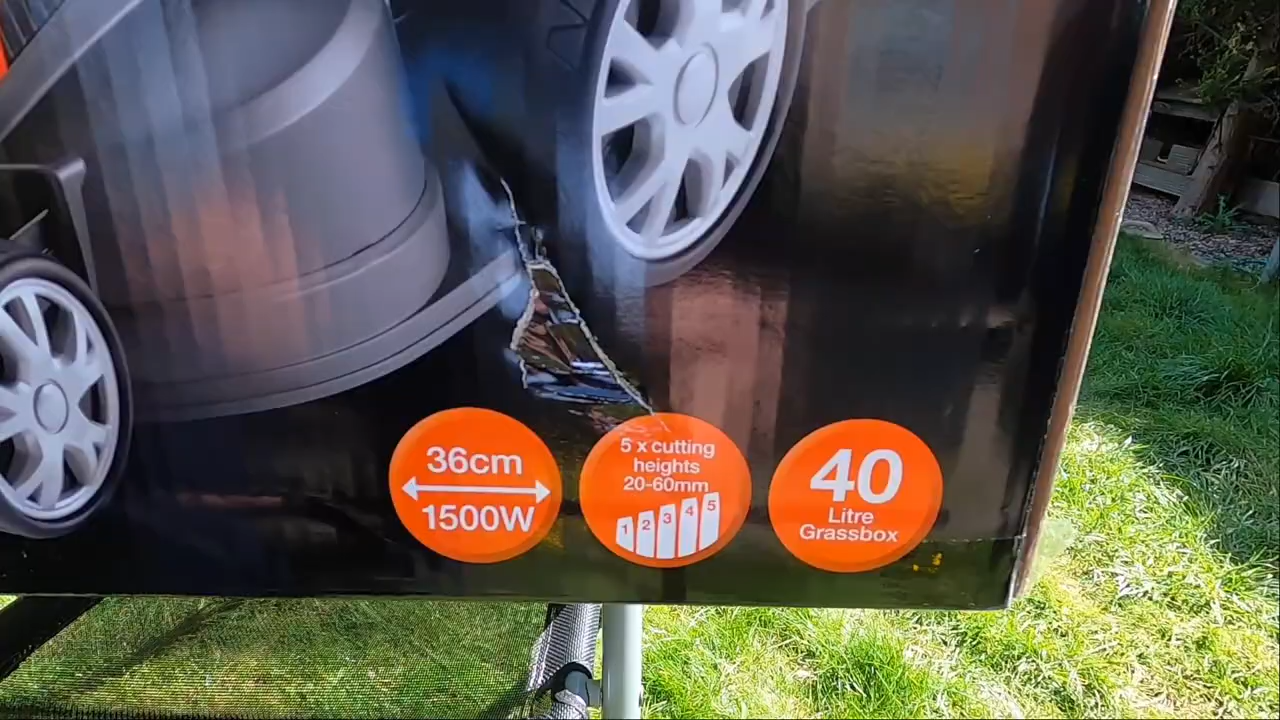 36cm
1500W
5 x cutting
heights
20-60mm
1 2 3 4 5
40
Litre
Grassbox